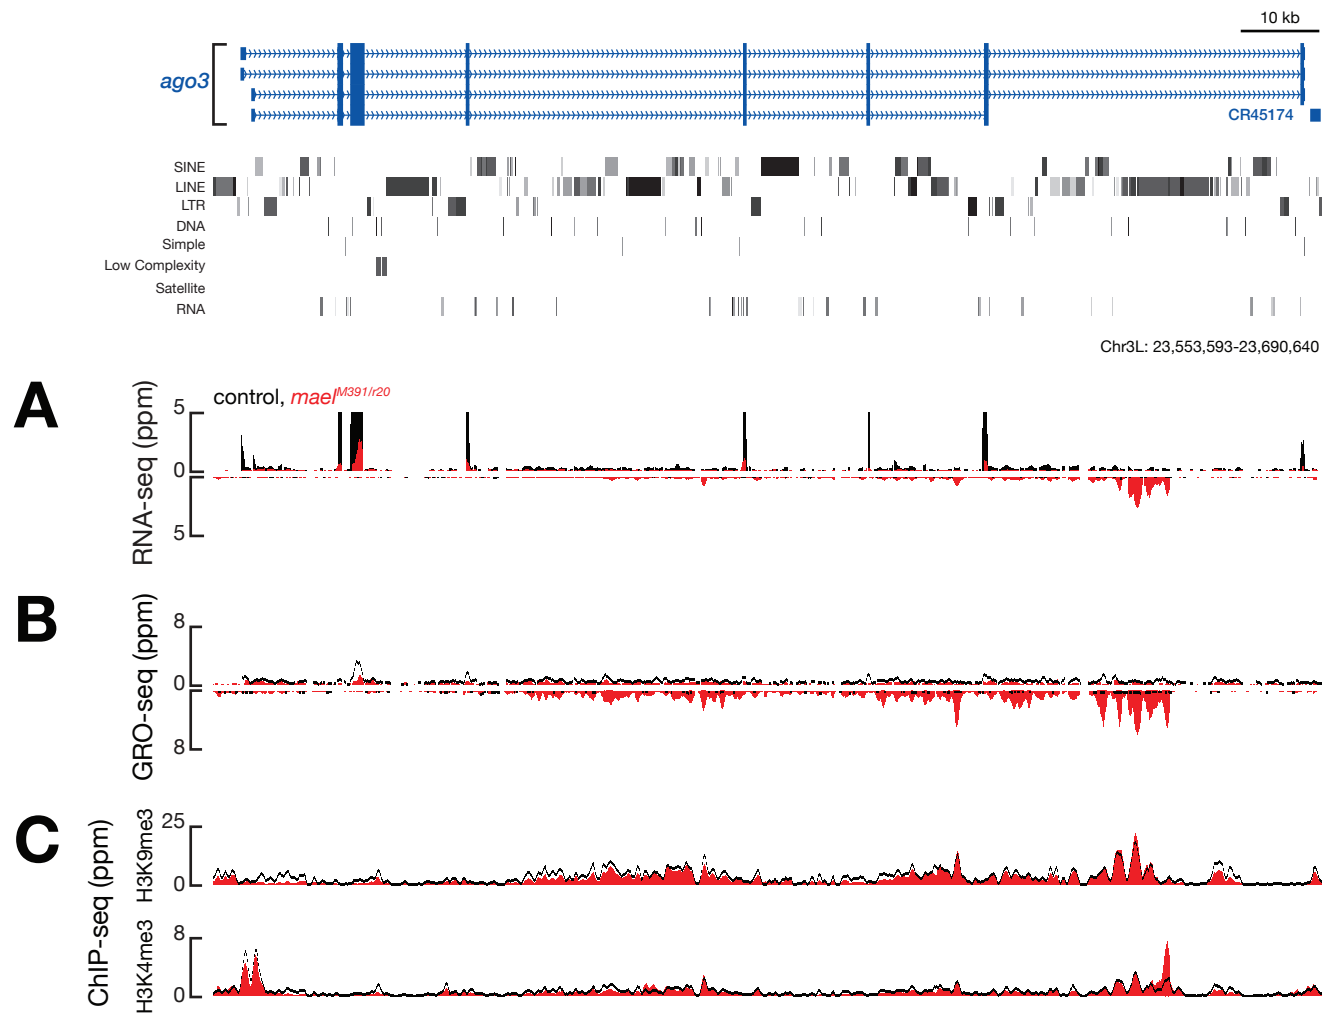 10 kb
ago3
CR45174
SINE
LINE
LTR
DNA
Simple
Low Complexity
Satellite
RNA
Chr3L: 23,553,593-23,690,640
A
control, maelM391/r20
RNA-seq (ppm)
5
0
5
B
GRO-seq (ppm)
8
0
8
C
ChIP-seq (ppm)
H3K9me3
25
0
H3K4me3
8
0